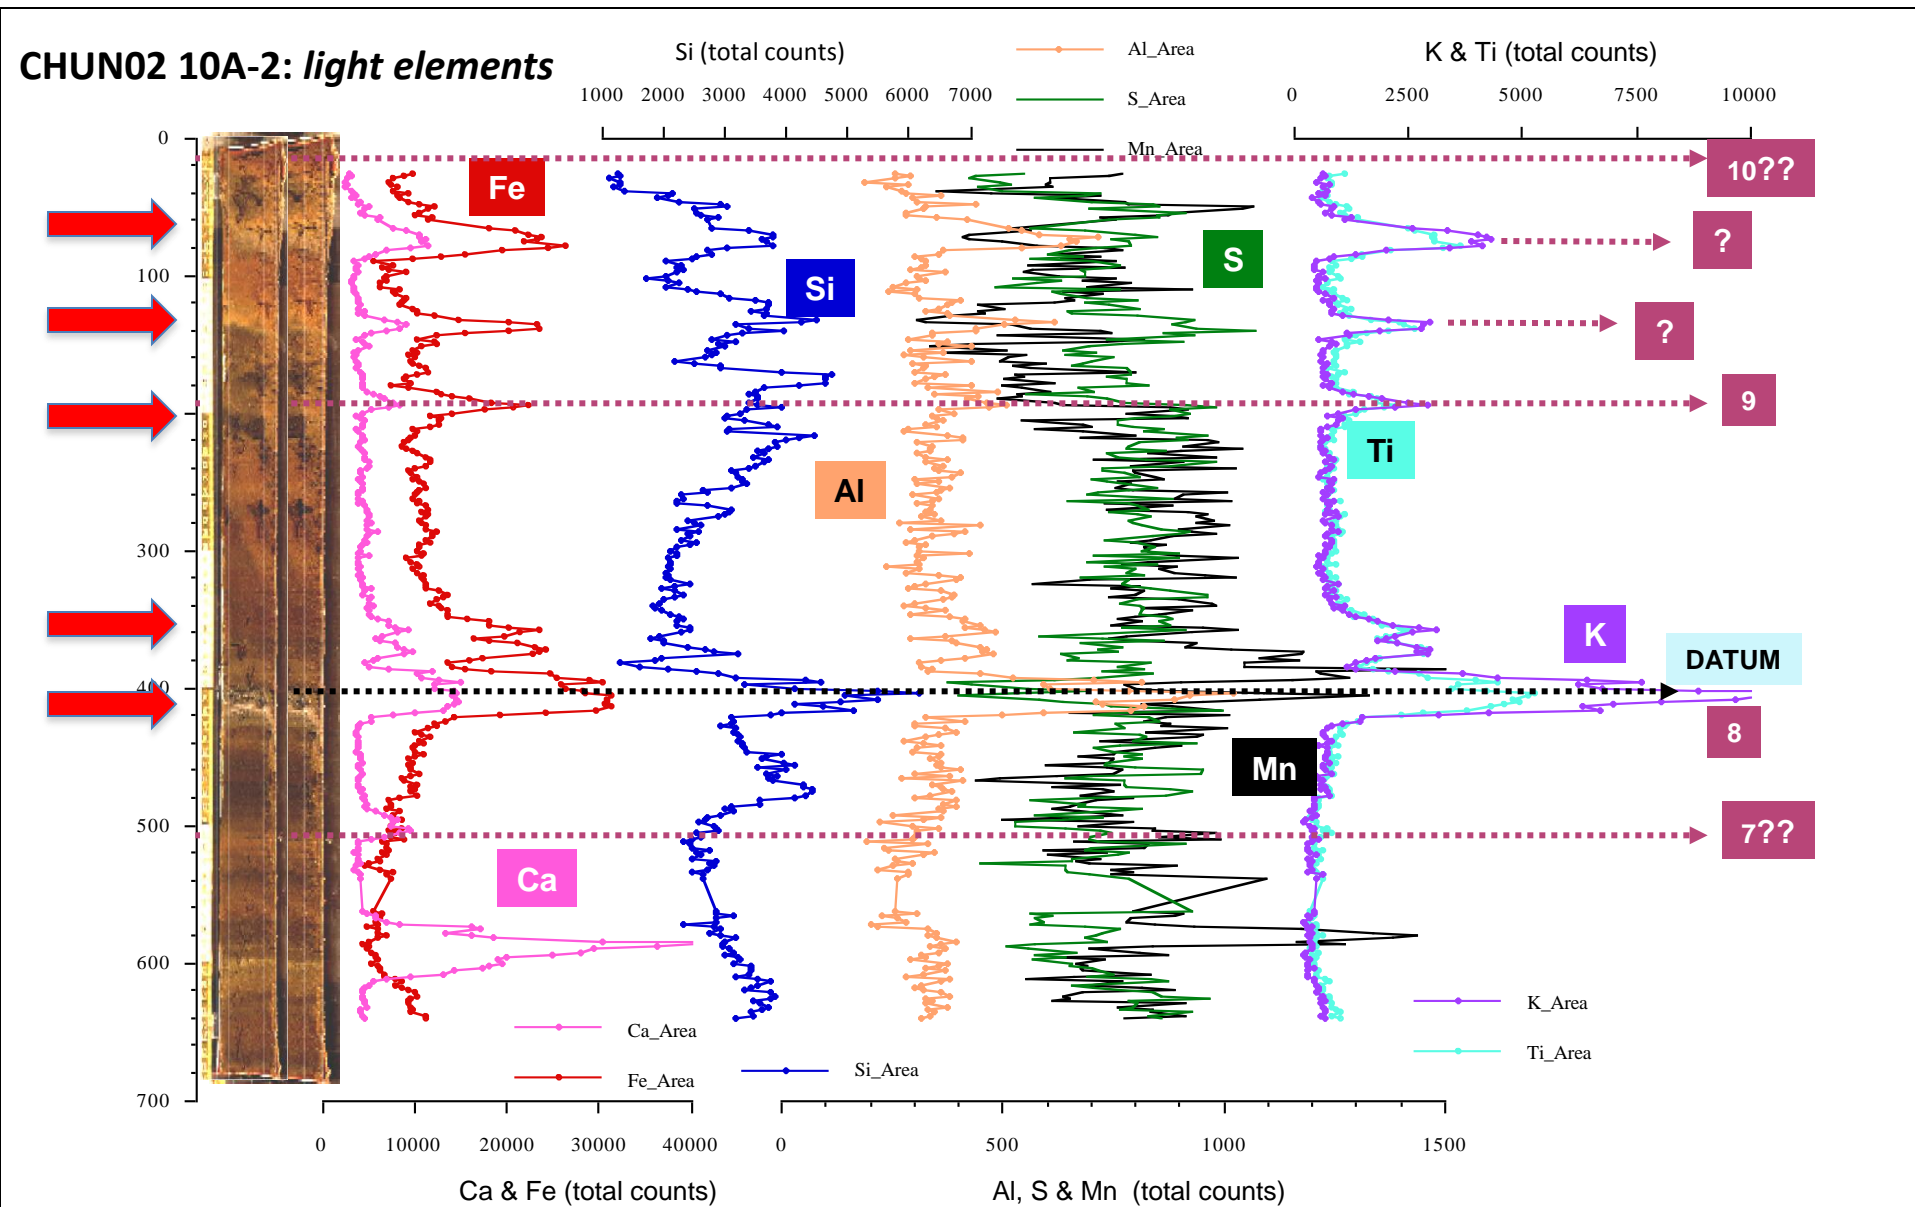 CHUN02 10A-2: light elements
Si (total counts)
1000 2000 3000 4000 5000 6000 7000
Al_Area
S_Area
Mn_Area
K & Ti (total counts)
0 2500 5000 7500 10000
0
100
300
400
500
600
700
Fe
Si
S
Al
Ti
K
Mn
Ca
10??
?
?
9
DATUM
8
7??
Ca_Area
Fe_Area
Si_Area
K_Area
Ti_Area
0 10000 20000 30000 40000
0 500 1000 1500
Ca & Fe (total counts)
Al, S & Mn (total counts)